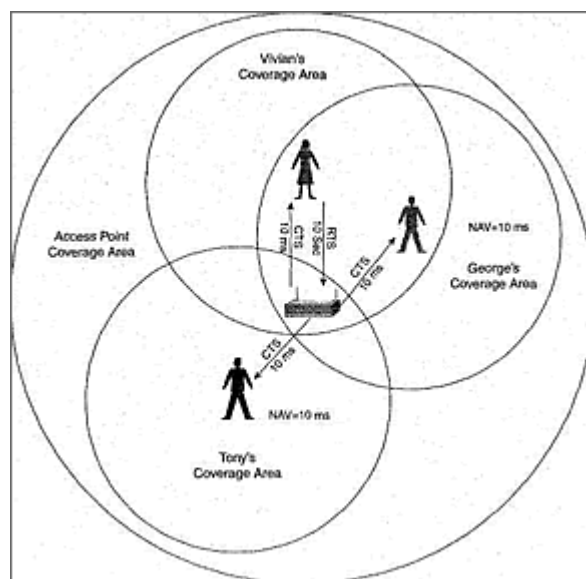 Vivian's
Coverage Area
Access Point
Coverage Area
CTS
10 ms
RTS
10 Sec
NAV=10 ms
George's
Coverage Area
CTS
10 ms
CTS
10 ms
NAV=10 ms
Tony's
Coverage Area